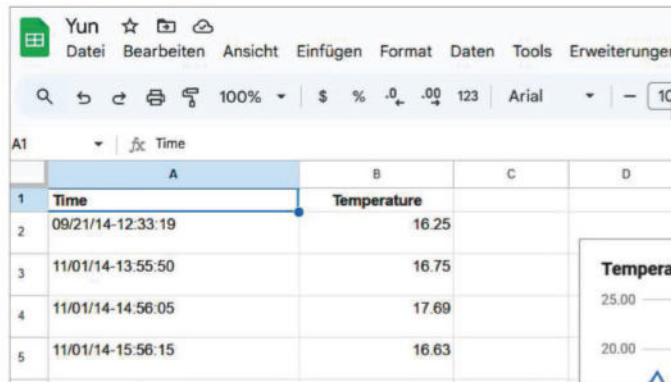 Yun
Datei Bearbeiten Ansicht Einfügen Format Daten Tools Erweiterungen
100% $ % .0 .00 123 Arial 10
A1 fx Time
A B C D
1 Time Temperature
2 09/21/14-12:33:19 16.25
3 11/01/14-13:55:50 16.75
Tempera
25.00
4 11/01/14-14:56:05 17.69
5 11/01/14-15:56:15 16.63
20.00